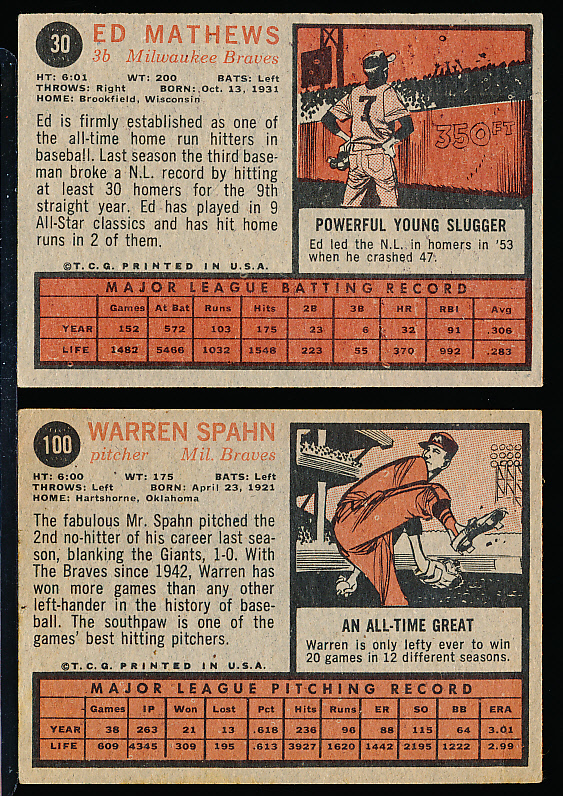 30
ED MATHEWS
3b Milwaukee Braves
HT: 6:01 WT: 200 BATS: Left
THROWS: Right BORN: Oct. 13, 1931
HOME: Brookfield, Wisconsin
Ed is firmly established as one of
the all-time home run hitters in
baseball. Last season the third base-
man broke a N.L. record by hitting
at least 30 homers for the 9th
straight year. Ed has played in 9
All-Star classics and has hit home
runs in 2 of them.
©T.C.G. PRINTED IN U.S.A.
7
350 FT
POWERFUL YOUNG SLUGGER
Ed led the N.L. in homers in '53
when he crashed 47.
MAJOR LEAGUE BATTING RECORD
Games At Bat Runs Hits 2B 3B HR RBI Avg
YEAR 152 572 103 175 23 6 32 91 .306
LIFE 1482 5466 1032 1548 223 55 370 992 .283
100
WARREN SPAHN
pitcher Mil. Braves
HT: 6:00 WT: 175 BATS: Left
THROWS: Left BORN: April 23, 1921
HOME: Hartshorne, Oklahoma
The fabulous Mr. Spahn pitched the
2nd no-hitter of his career last sea-
son, blanking the Giants, 1-0. With
The Braves since 1942, Warren has
won more games than any other
left-hander in the history of base-
ball. The southpaw is one of the
games' best hitting pitchers.
©T.C.G. PRINTED IN U.S.A.
M
AN ALL-TIME GREAT
Warren is only lefty ever to win
20 games in 12 different seasons.
MAJOR LEAGUE PITCHING RECORD
Games IP Won Lost Pct Hits Runs ER SO BB ERA
YEAR 38 263 21 13 .618 236 96 88 115 64 3.01
LIFE 609 4345 309 195 .613 3927 1620 1442 2195 1222 2.99